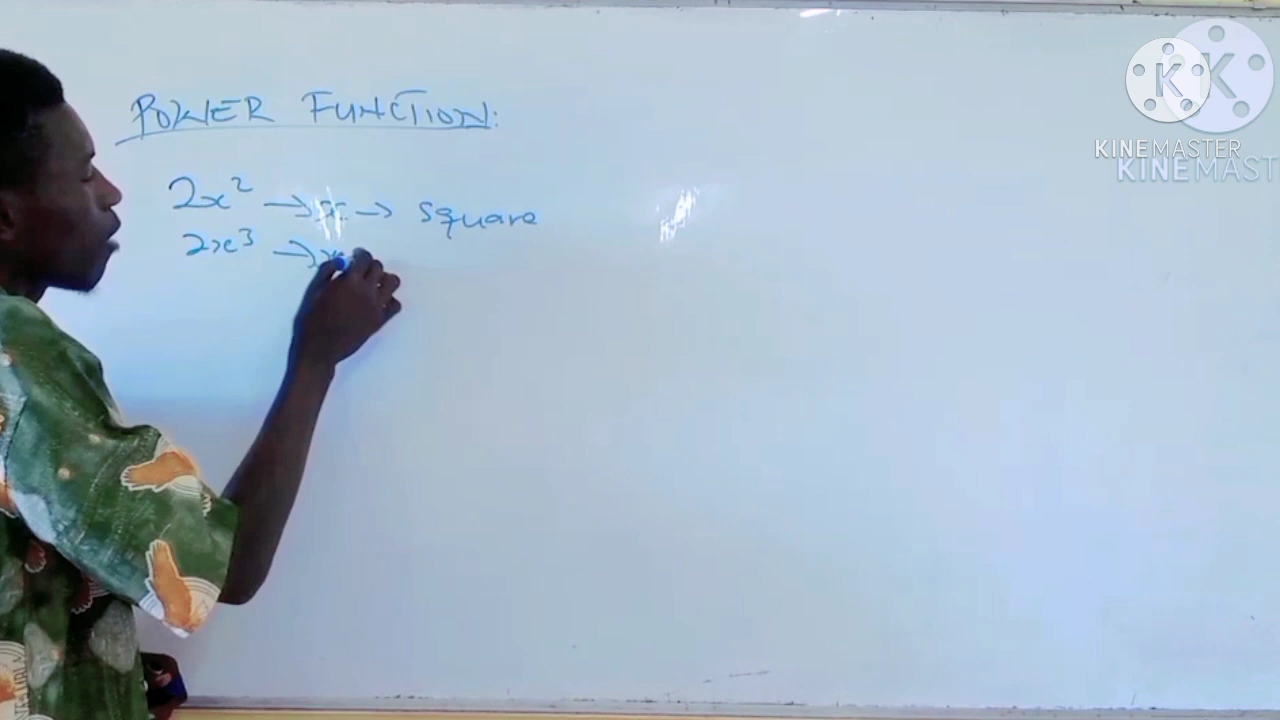 POWER FUNCTION:
2x² → x → square
2x³ → x
KINEMASTER
KINEMAST